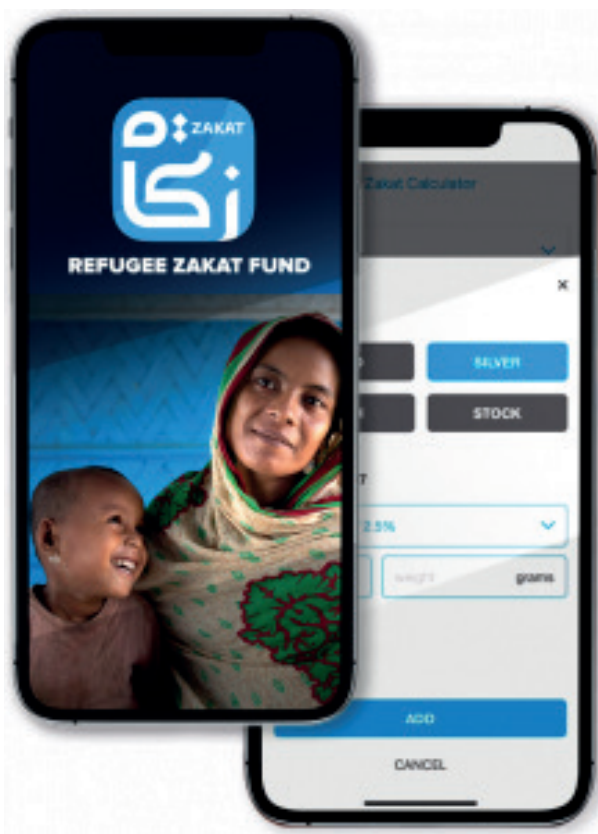 ZAKAT
زكاة
REFUGEE ZAKAT FUND
Zakat Calculator
×
SILVER
STOCK
2.5%
weight grams
ADD
CANCEL